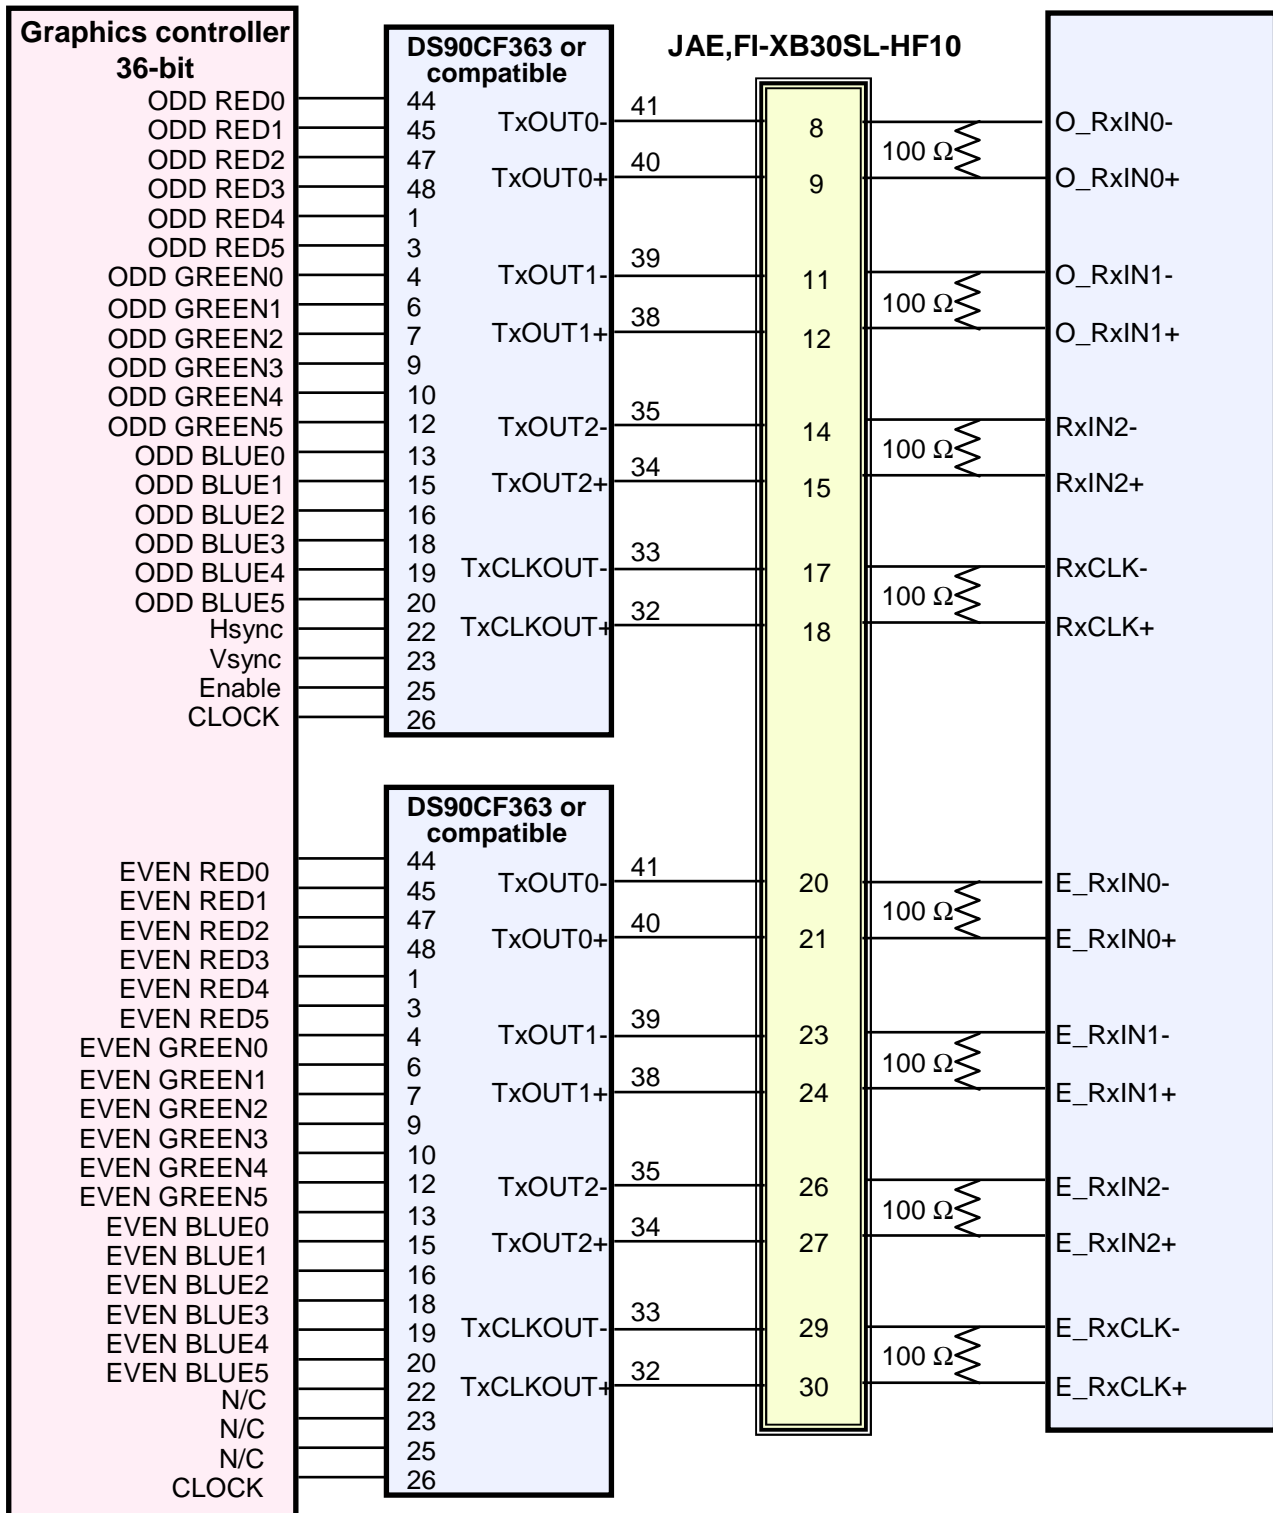 Graphics controller
36-bit
ODD RED0
ODD RED1
ODD RED2
ODD RED3
ODD RED4
ODD RED5
ODD GREEN0
ODD GREEN1
ODD GREEN2
ODD GREEN3
ODD GREEN4
ODD GREEN5
ODD BLUE0
ODD BLUE1
ODD BLUE2
ODD BLUE3
ODD BLUE4
ODD BLUE5
Hsync
Vsync
Enable
CLOCK
EVEN RED0
EVEN RED1
EVEN RED2
EVEN RED3
EVEN RED4
EVEN RED5
EVEN GREEN0
EVEN GREEN1
EVEN GREEN2
EVEN GREEN3
EVEN GREEN4
EVEN GREEN5
EVEN BLUE0
EVEN BLUE1
EVEN BLUE2
EVEN BLUE3
EVEN BLUE4
EVEN BLUE5
N/C
N/C
N/C
CLOCK
DS90CF363 or
compatible
44
45
47
48
1
3
4
6
7
9
10
12
13
15
16
18
19
20
22
23
25
26
TxOUT0-
TxOUT0+
TxOUT1-
TxOUT1+
TxOUT2-
TxOUT2+
TxCLKOUT-
TxCLKOUT+
41
40
39
38
35
34
33
32
DS90CF363 or
compatible
44
45
47
48
1
3
4
6
7
9
10
12
13
15
16
18
19
20
22
23
25
26
TxOUT0-
TxOUT0+
TxOUT1-
TxOUT1+
TxOUT2-
TxOUT2+
TxCLKOUT-
TxCLKOUT+
41
40
39
38
35
34
33
32
JAE,FI-XB30SL-HF10
8
9
11
12
14
15
17
18
20
21
23
24
26
27
29
30
100 Ω
100 Ω
100 Ω
100 Ω
100 Ω
100 Ω
100 Ω
100 Ω
O_RxIN0-
O_RxIN0+
O_RxIN1-
O_RxIN1+
RxIN2-
RxIN2+
RxCLK-
RxCLK+
E_RxIN0-
E_RxIN0+
E_RxIN1-
E_RxIN1+
E_RxIN2-
E_RxIN2+
E_RxCLK-
E_RxCLK+